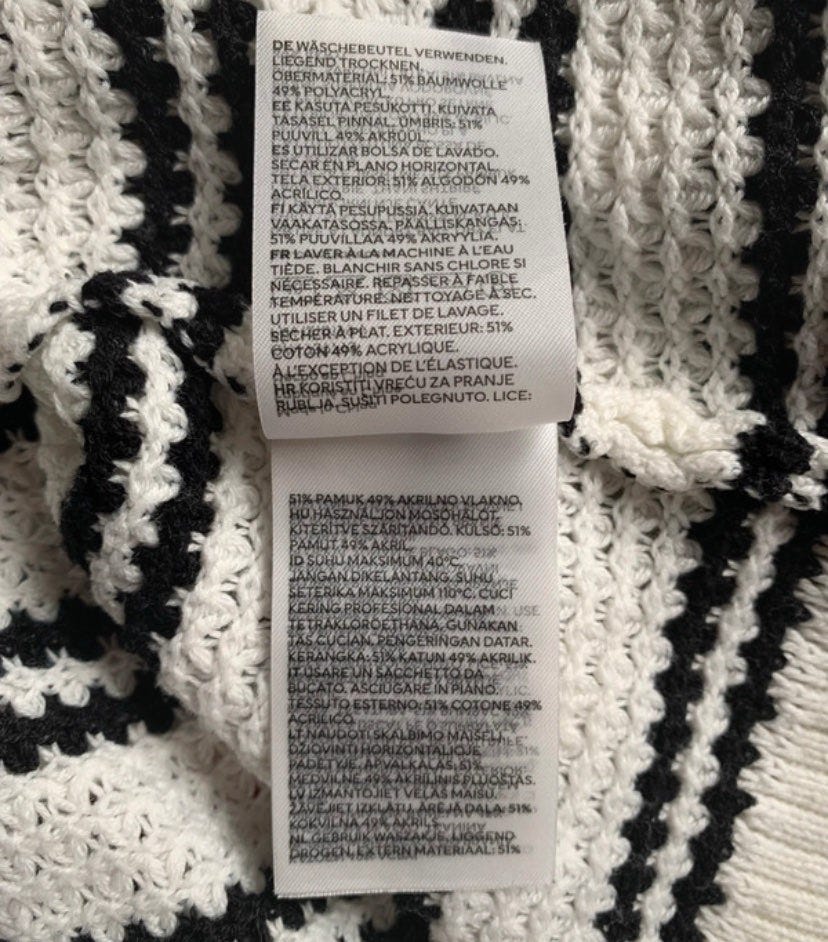 DE WÄSCHEBEUTEL VERWENDEN.
LIEGEND TROCKNEN.
OBERMATERIAL: 51% BAUMWOLLE
49% POLYACRYL.
EE KASUTA PESUKOTTI. KUIVATA
TASASEL PINNAL. ÜMBRIS: 51%
PUUVILL 49% AKRÜÜL
ES UTILIZAR BOLSA DE LAVADO.
SECAR EN PLANO HORIZONTAL.
TELA EXTERIOR: 51% ALGODÓN 49%
ACRÍLICO
FI KÄYTÄ PESUPUSSIA. KUIVATAAN
VAAKATASOSSA. PÄÄLLISKANGAS:
51% PUUVILLAA 49% AKRYYLIA.
FR LAVER À LA MACHINE À L'EAU
TIÈDE. BLANCHIR SANS CHLORE SI
NÉCESSAIRE. REPASSER À FAIBLE
TEMPÉRATURE. NETTOYAGE À SEC.
UTILISER UN FILET DE LAVAGE.
SÉCHER À PLAT. EXTERIEUR: 51%
COTON 49% ACRYLIQUE.
À L'EXCEPTION DE L'ÉLASTIQUE.
HR KORISTITI VREĆU ZA PRANJE
RUBLJA. SUŠITI POLEGNUTO. LICE:
51% PAMUK 49% AKRILNO VLAKNO.
HU HASZNÁLJON MOSÓHÁLÓT.
KITERÍTVE SZÁRÍTANDÓ. KÜLSŐ: 51%
PAMUT 49% AKRIL
ID SUHU MAKSIMUM 40°C.
JANGAN DIKELANTANG. SUHU
SETERIKA MAKSIMUM 110°C. CUCI
KERING PROFESIONAL DALAM
TETRAKLOROETHANA. GUNAKAN
TAS CUCIAN. PENGERINGAN DATAR.
KERANGKA: 51% KATUN 49% AKRILIK.
IT USARE UN SACCHETTO DA
BUCATO. ASCIUGARE IN PIANO.
TESSUTO ESTERNO: 51% COTONE 49%
ACRILICO
LT NAUDOTI SKALBIMO MAIŠELĮ.
DŽIOVINTI HORIZONTALIOJE
PADĖTYJE. APVALKALAS: 51%
MEDVILNĖ 49% AKRILINIS PLUOŠTAS.
LV IZMANTOJIET VEĻAS MAISU.
ŽĀVĒJIET IZKLĀTU. ĀRĒJĀ DAĻA: 51%
KOKVILNA 49% AKRILS
NL GEBRUIK WASZAKJE. LIGGEND
DROGEN. EXTERN MATERIAAL: 51%